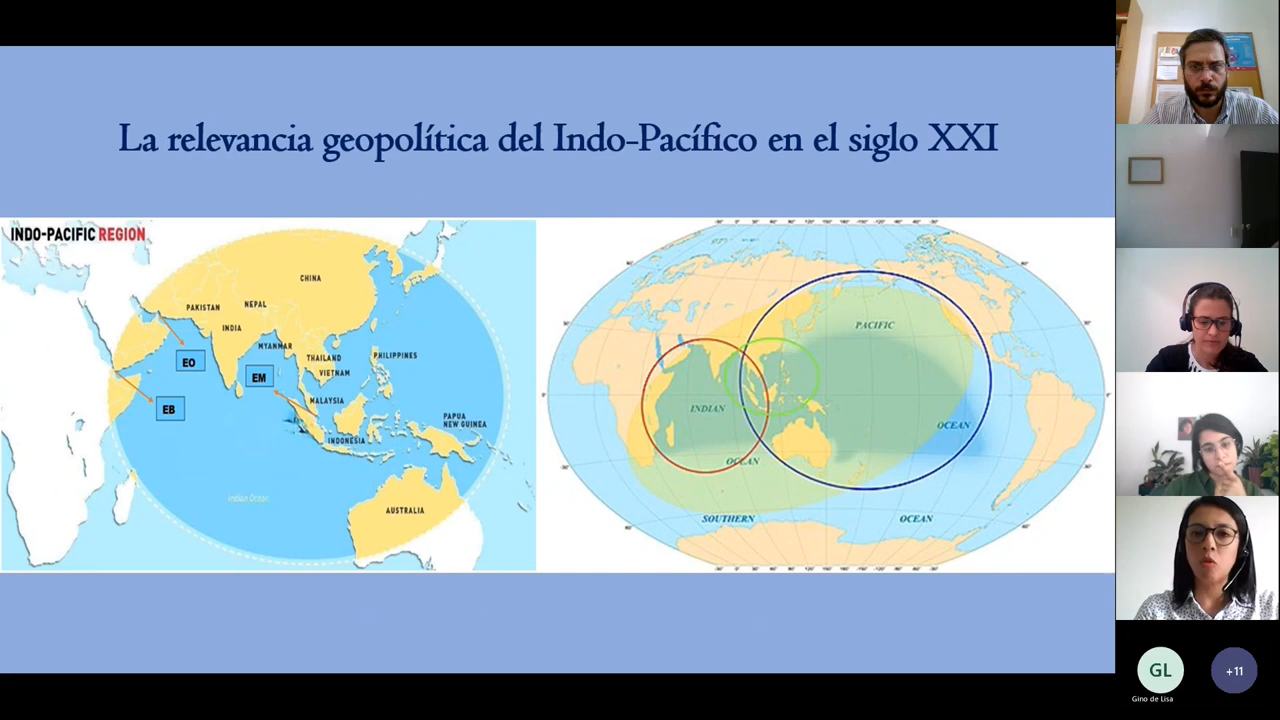 La relevancia geopolítica del Indo-Pacífico en el siglo XXI
INDO-PACIFIC REGION
CHINA
PAKISTAN
NEPAL
INDIA
MYANMAR
EO
THAILAND
PHILIPPINES
EM
VIETNAM
EB
MALAYSIA
PAPUA
NEW GUINEA
INDONESIA
Indian Ocean
AUSTRALIA
PACIFIC
INDIAN
OCEAN
OCEAN
SOUTHERN
OCEAN
GL
+11
Gino de Lisa